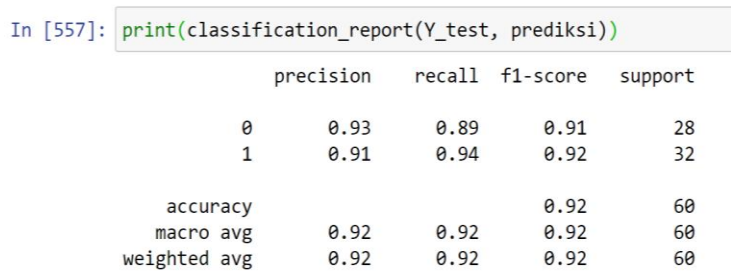 In [557]: print(classification_report(Y_test, prediksi))
precision recall f1-score support
0 0.93 0.89 0.91 28
1 0.91 0.94 0.92 32
accuracy 0.92 60
macro avg 0.92 0.92 0.92 60
weighted avg 0.92 0.92 0.92 60